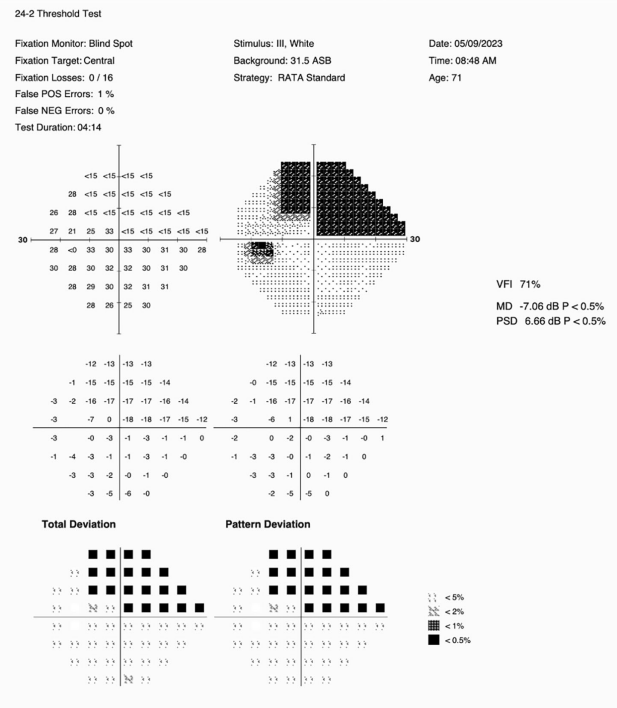 24-2 Threshold Test
Fixation Monitor: Blind Spot
Fixation Target: Central
Fixation Losses: 0 / 16
False POS Errors: 1 %
False NEG Errors: 0 %
Test Duration: 04:14
Stimulus: III, White
Background: 31.5 ASB
Strategy: RATA Standard
Date: 05/09/2023
Time: 08:48 AM
Age: 71
<15 <15 <15 <15
28 <15 <15 <15 <15 <15
26 28 <15 <15 <15 <15 <15 <15
27 21 25 33 <15 <15 <15 <15 <15
30 30
28 <0 33 30 33 30 31 30 28
30 28 30 32 32 30 31 30
28 29 30 32 31 31
28 26 25 30
VFI 71%
MD -7.06 dB P < 0.5%
PSD 6.66 dB P < 0.5%
-12 -13 -13 -13
-1 -15 -15 -15 -15 -14
-3 -2 -16 -17 -17 -17 -16 -14
-3 -7 0 -18 -18 -17 -15 -12
-3 -0 -3 -1 -3 -1 -1 0
-1 -4 -3 -1 -1 -3 -1 -0
-3 -3 -2 -0 -1 -0
-3 -5 -6 -0
Total Deviation
-12 -13 -13 -13
-0 -15 -15 -15 -15 -14
-2 -1 -16 -17 -17 -17 -16 -14
-3 -6 1 -18 -18 -17 -15 -12
-2 0 -2 -0 -3 -1 -0 1
-1 -3 -3 -0 -1 -2 -1 0
-3 -3 -1 0 -1 0
-2 -5 -5 0
Pattern Deviation
< 5%
< 2%
< 1%
< 0.5%